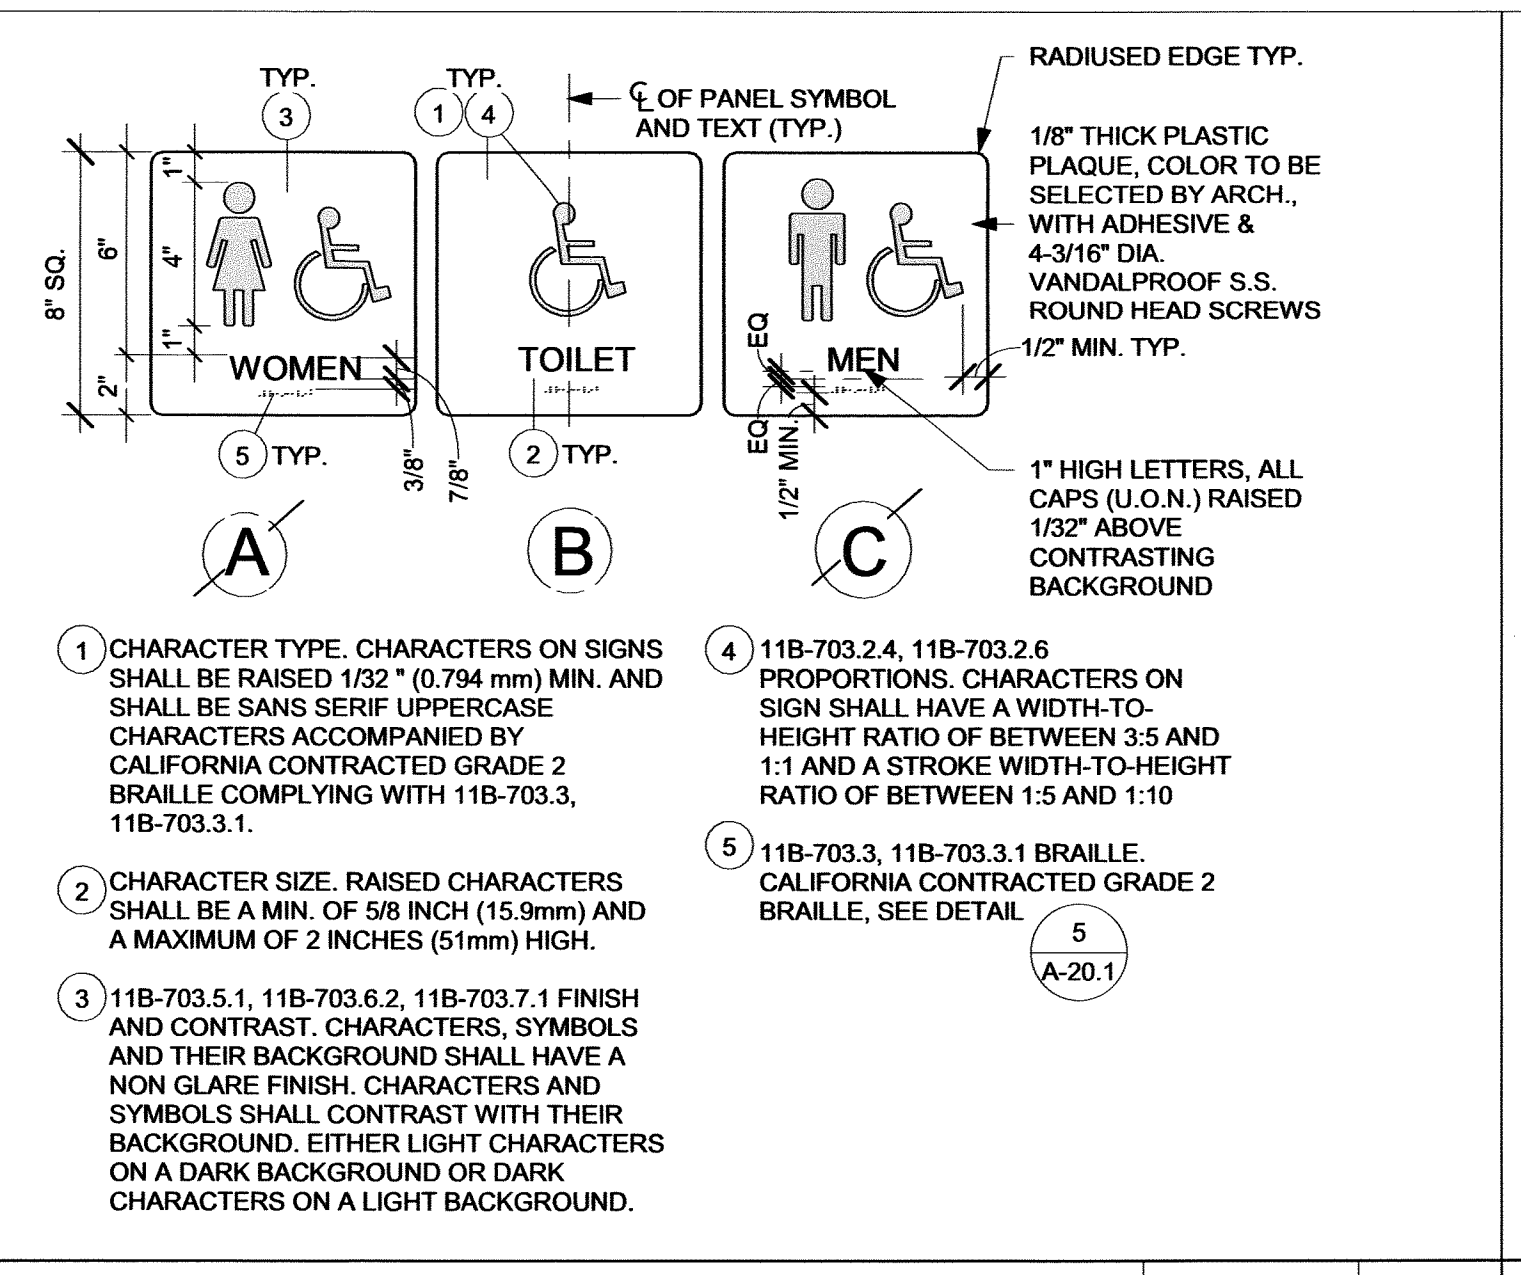 TYP.
3
TYP.
1
4
℄ OF PANEL SYMBOL
AND TEXT (TYP.)
RADIUSED EDGE TYP.
1/8" THICK PLASTIC
PLAQUE, COLOR TO BE
SELECTED BY ARCH.,
WITH ADHESIVE &
4-3/16" DIA.
VANDALPROOF S.S.
ROUND HEAD SCREWS
1/2" MIN. TYP.
8" SQ.
6"
2"
1"
4"
1"
WOMEN
TOILET
MEN
EQ
EQ
1/2" MIN.
3/8"
7/8"
5
TYP.
2
TYP.
1" HIGH LETTERS, ALL
CAPS (U.O.N.) RAISED
1/32" ABOVE
CONTRASTING
BACKGROUND
A
B
C
1
CHARACTER TYPE. CHARACTERS ON SIGNS
SHALL BE RAISED 1/32 " (0.794 mm) MIN. AND
SHALL BE SANS SERIF UPPERCASE
CHARACTERS ACCOMPANIED BY
CALIFORNIA CONTRACTED GRADE 2
BRAILLE COMPLYING WITH 11B-703.3,
11B-703.3.1.
2
CHARACTER SIZE. RAISED CHARACTERS
SHALL BE A MIN. OF 5/8 INCH (15.9mm) AND
A MAXIMUM OF 2 INCHES (51mm) HIGH.
3
11B-703.5.1, 11B-703.6.2, 11B-703.7.1 FINISH
AND CONTRAST. CHARACTERS, SYMBOLS
AND THEIR BACKGROUND SHALL HAVE A
NON GLARE FINISH. CHARACTERS AND
SYMBOLS SHALL CONTRAST WITH THEIR
BACKGROUND. EITHER LIGHT CHARACTERS
ON A DARK BACKGROUND OR DARK
CHARACTERS ON A LIGHT BACKGROUND.
4
11B-703.2.4, 11B-703.2.6
PROPORTIONS. CHARACTERS ON
SIGN SHALL HAVE A WIDTH-TO-
HEIGHT RATIO OF BETWEEN 3:5 AND
1:1 AND A STROKE WIDTH-TO-HEIGHT
RATIO OF BETWEEN 1:5 AND 1:10
5
11B-703.3, 11B-703.3.1 BRAILLE.
CALIFORNIA CONTRACTED GRADE 2
BRAILLE, SEE DETAIL
5
A-20.1